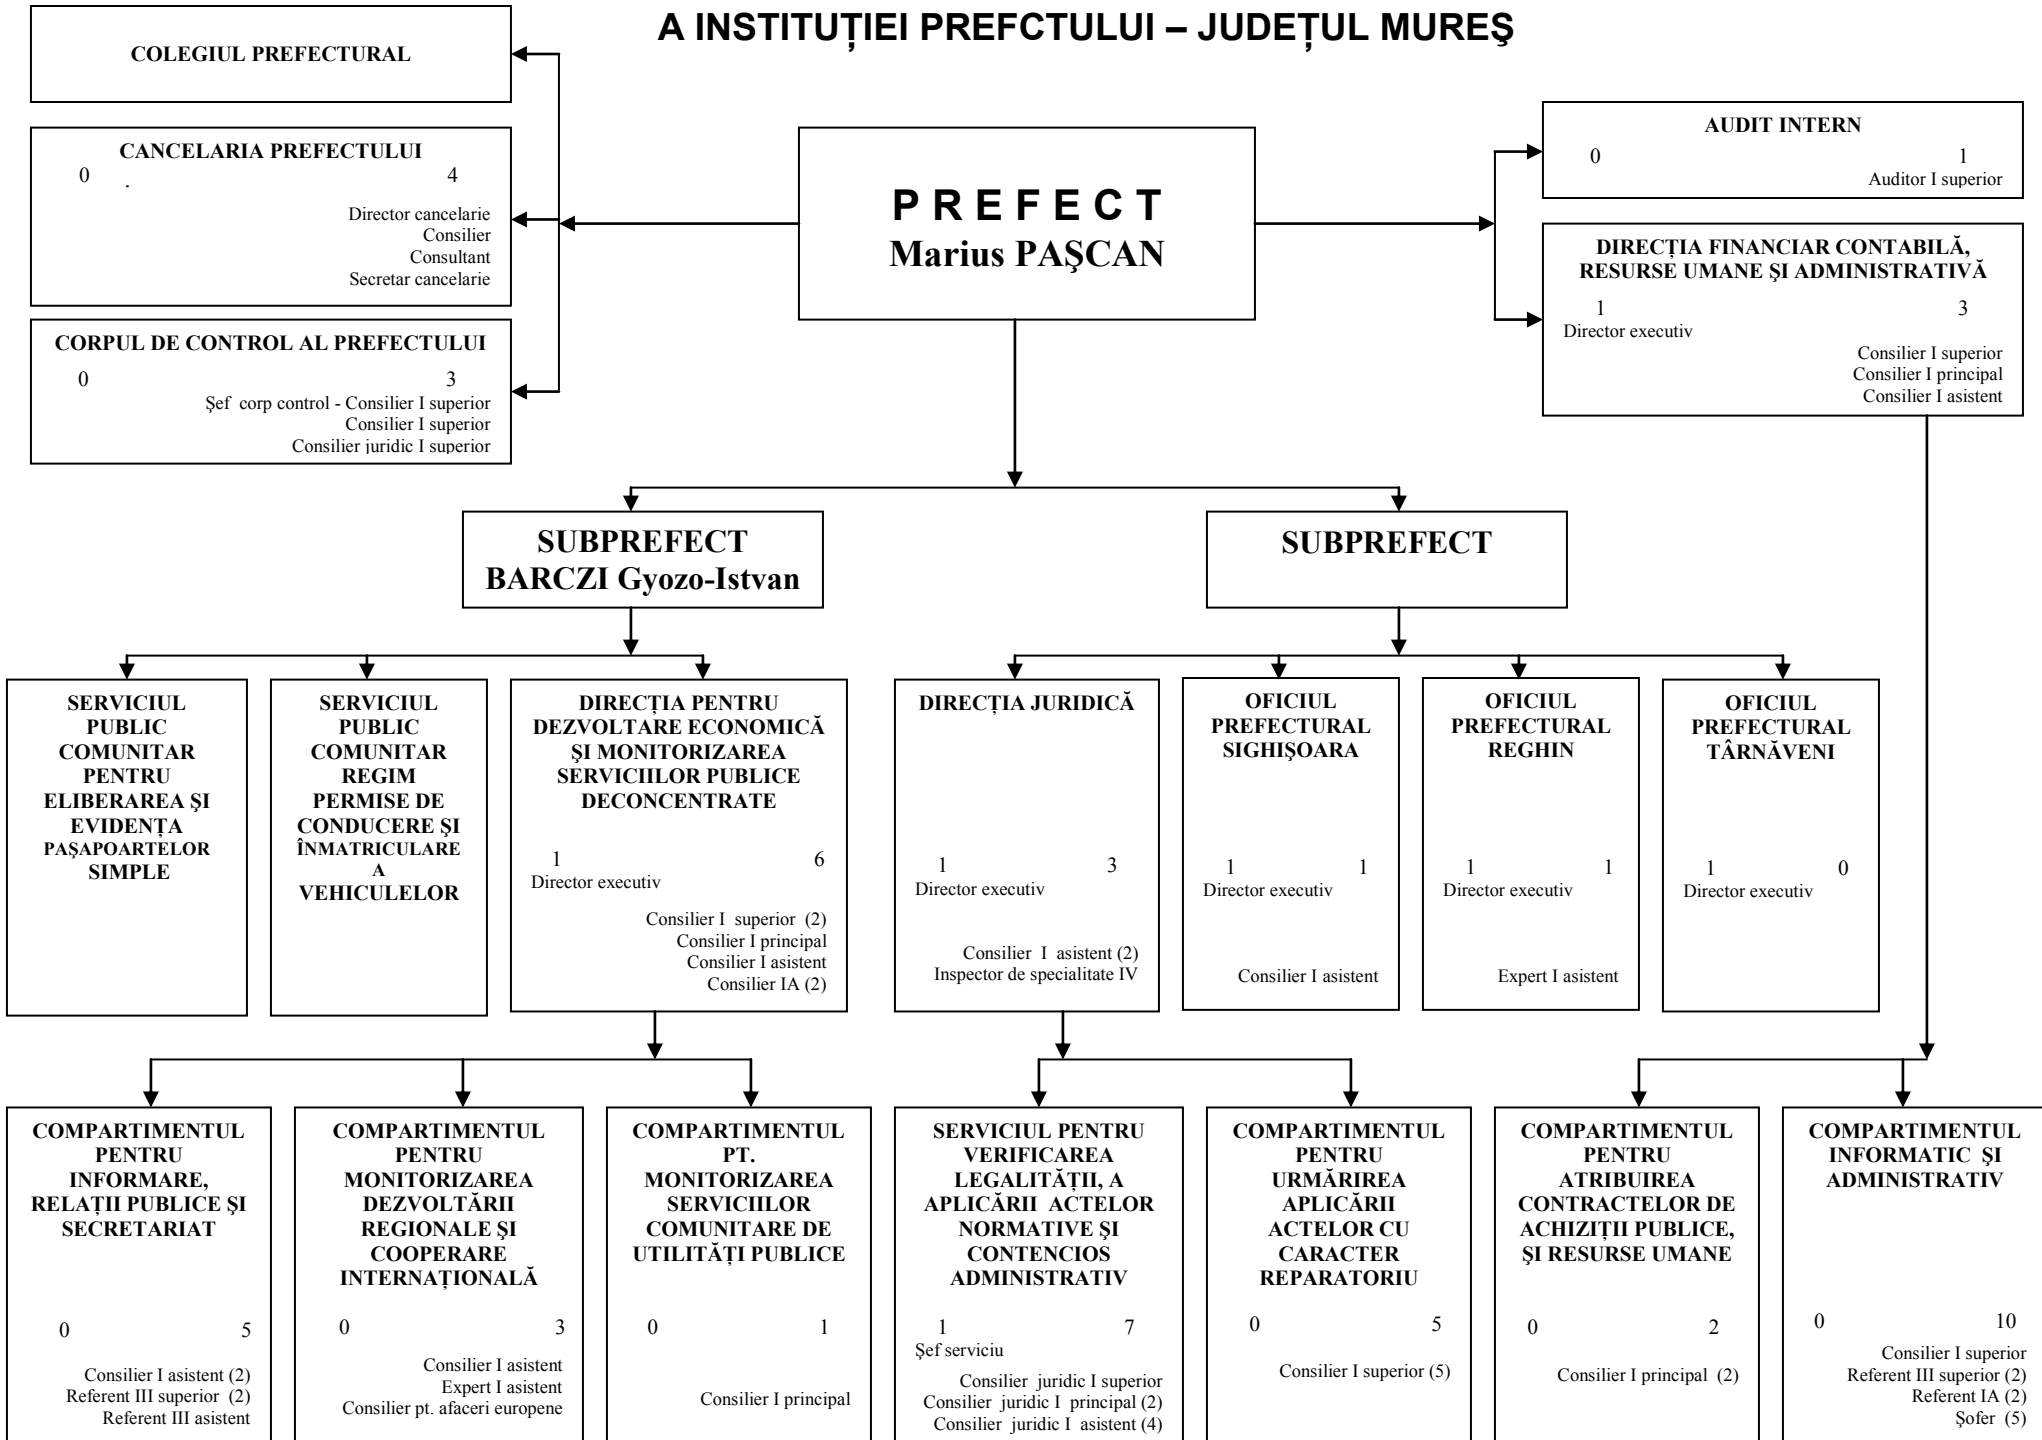 A INSTITUŢIEI PREFCTULUI – JUDEŢUL MUREŞ
COLEGIUL PREFECTURAL
CANCELARIA PREFECTULUI
0 . 4
Director cancelarie
Consilier
Consultant
Secretar cancelarie
CORPUL DE CONTROL AL PREFECTULUI
0 3
Şef corp control - Consilier I superior
Consilier I superior
Consilier juridic I superior
P R E F E C T
Marius PAŞCAN
AUDIT INTERN
0 1
Auditor I superior
DIRECŢIA FINANCIAR CONTABILĂ,
RESURSE UMANE ŞI ADMINISTRATIVĂ
1 3
Director executiv
Consilier I superior
Consilier I principal
Consilier I asistent
SUBPREFECT
BARCZI Gyozo-Istvan
SUBPREFECT
SERVICIUL
PUBLIC
COMUNITAR
PENTRU
ELIBERAREA ŞI
EVIDENŢA
PAŞAPOARTELOR
SIMPLE
SERVICIUL
PUBLIC
COMUNITAR
REGIM
PERMISE DE
CONDUCERE ŞI
ÎNMATRICULARE
A
VEHICULELOR
DIRECŢIA PENTRU
DEZVOLTARE ECONOMICĂ
ŞI MONITORIZAREA
SERVICIILOR PUBLICE
DECONCENTRATE
1 6
Director executiv
Consilier I superior (2)
Consilier I principal
Consilier I asistent
Consilier IA (2)
DIRECŢIA JURIDICĂ
1 3
Director executiv
Consilier I asistent (2)
Inspector de specialitate IV
OFICIUL
PREFECTURAL
SIGHIŞOARA
1 1
Director executiv
Consilier I asistent
OFICIUL
PREFECTURAL
REGHIN
1 1
Director executiv
Expert I asistent
OFICIUL
PREFECTURAL
TÂRNĂVENI
1 0
Director executiv
COMPARTIMENTUL
PENTRU
INFORMARE,
RELAŢII PUBLICE ŞI
SECRETARIAT
0 5
Consilier I asistent (2)
Referent III superior (2)
Referent III asistent
COMPARTIMENTUL
PENTRU
MONITORIZAREA
DEZVOLTĂRII
REGIONALE ŞI
COOPERARE
INTERNAŢIONALĂ
0 3
Consilier I asistent
Expert I asistent
Consilier pt. afaceri europene
COMPARTIMENTUL
PT.
MONITORIZAREA
SERVICIILOR
COMUNITARE DE
UTILITĂŢI PUBLICE
0 1
Consilier I principal
SERVICIUL PENTRU
VERIFICAREA
LEGALITĂŢII, A
APLICĂRII ACTELOR
NORMATIVE ŞI
CONTENCIOS
ADMINISTRATIV
1 7
Şef serviciu
Consilier juridic I superior
Consilier juridic I principal (2)
Consilier juridic I asistent (4)
COMPARTIMENTUL
PENTRU
URMĂRIREA
APLICĂRII
ACTELOR CU
CARACTER
REPARATORIU
0 5
Consilier I superior (5)
COMPARTIMENTUL
PENTRU
ATRIBUIREA
CONTRACTELOR DE
ACHIZIŢII PUBLICE,
ŞI RESURSE UMANE
0 2
Consilier I principal (2)
COMPARTIMENTUL
INFORMATIC ŞI
ADMINISTRATIV
0 10
Consilier I superior
Referent III superior (2)
Referent IA (2)
Şofer (5)